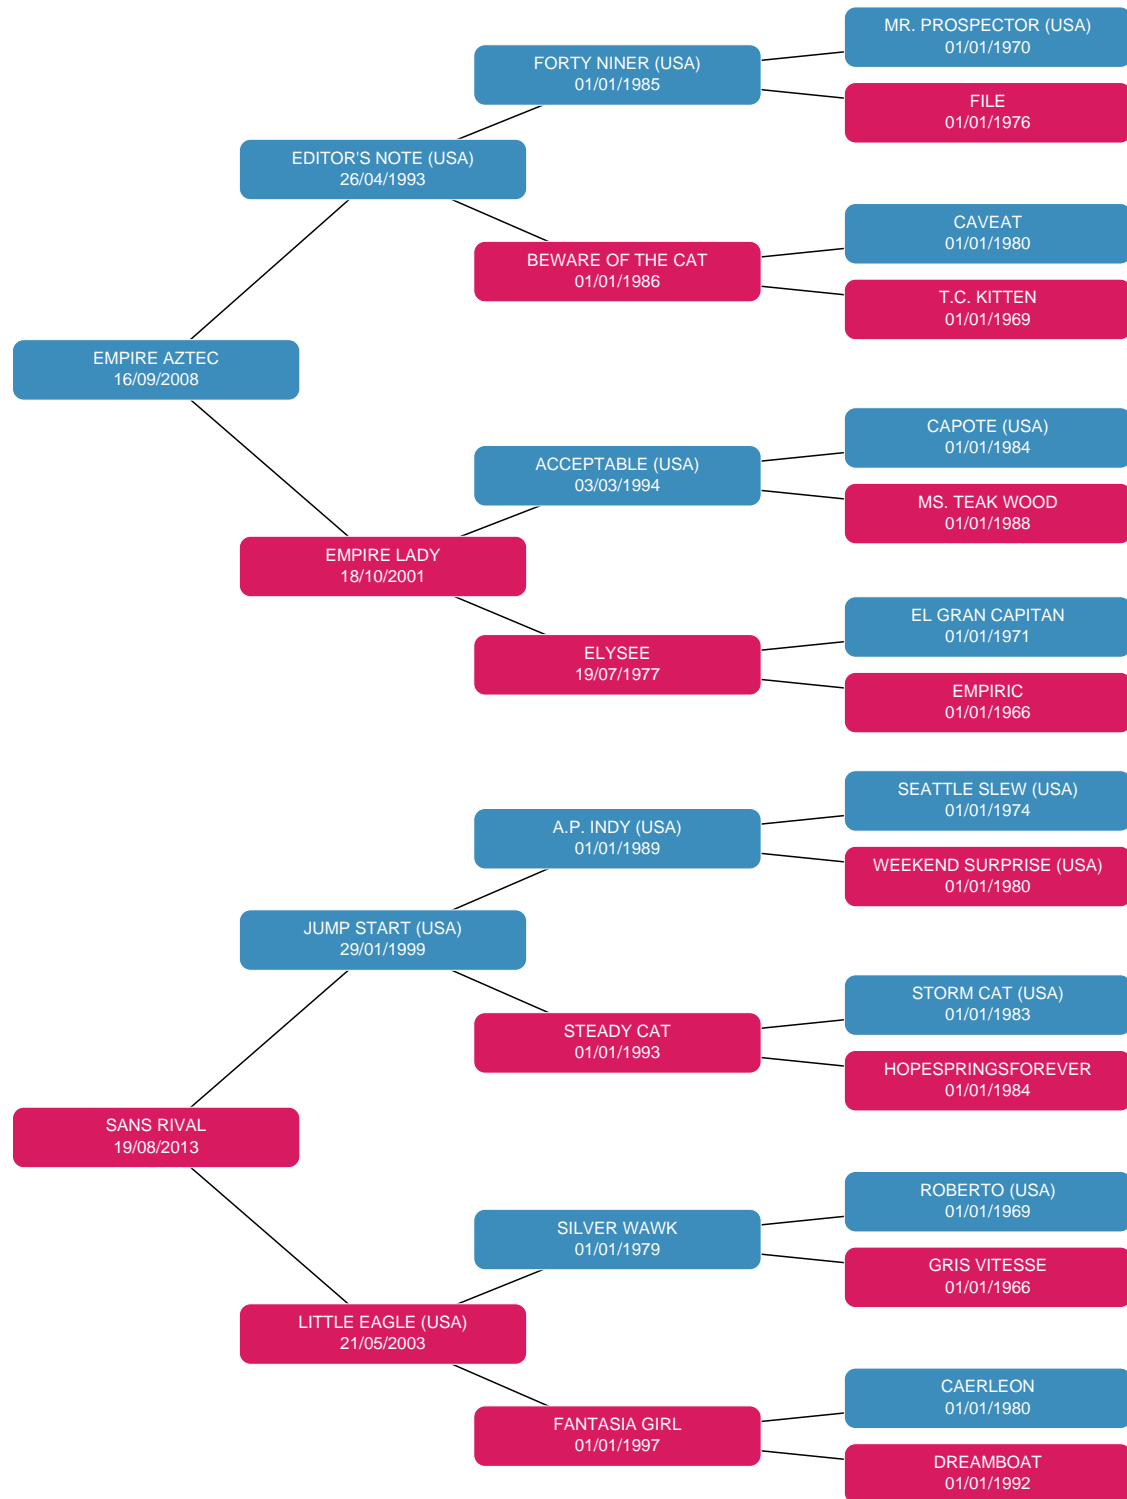 MR. PROSPECTOR (USA)
01/01/1970
FORTY NINER (USA)
01/01/1985
FILE
01/01/1976
EDITOR'S NOTE (USA)
26/04/1993
CAVEAT
01/01/1980
BEWARE OF THE CAT
01/01/1986
T.C. KITTEN
01/01/1969
EMPIRE AZTEC
16/09/2008
CAPOTE (USA)
01/01/1984
ACCEPTABLE (USA)
03/03/1994
MS. TEAK WOOD
01/01/1988
EMPIRE LADY
18/10/2001
EL GRAN CAPITAN
01/01/1971
ELYSEE
19/07/1977
EMPIRIC
01/01/1966
SEATTLE SLEW (USA)
01/01/1974
A.P. INDY (USA)
01/01/1989
WEEKEND SURPRISE (USA)
01/01/1980
JUMP START (USA)
29/01/1999
STORM CAT (USA)
01/01/1983
STEADY CAT
01/01/1993
HOPESPRINGSFOREVER
01/01/1984
SANS RIVAL
19/08/2013
ROBERTO (USA)
01/01/1969
SILVER WAWK
01/01/1979
GRIS VITESSE
01/01/1966
LITTLE EAGLE (USA)
21/05/2003
CAERLEON
01/01/1980
FANTASIA GIRL
01/01/1997
DREAMBOAT
01/01/1992